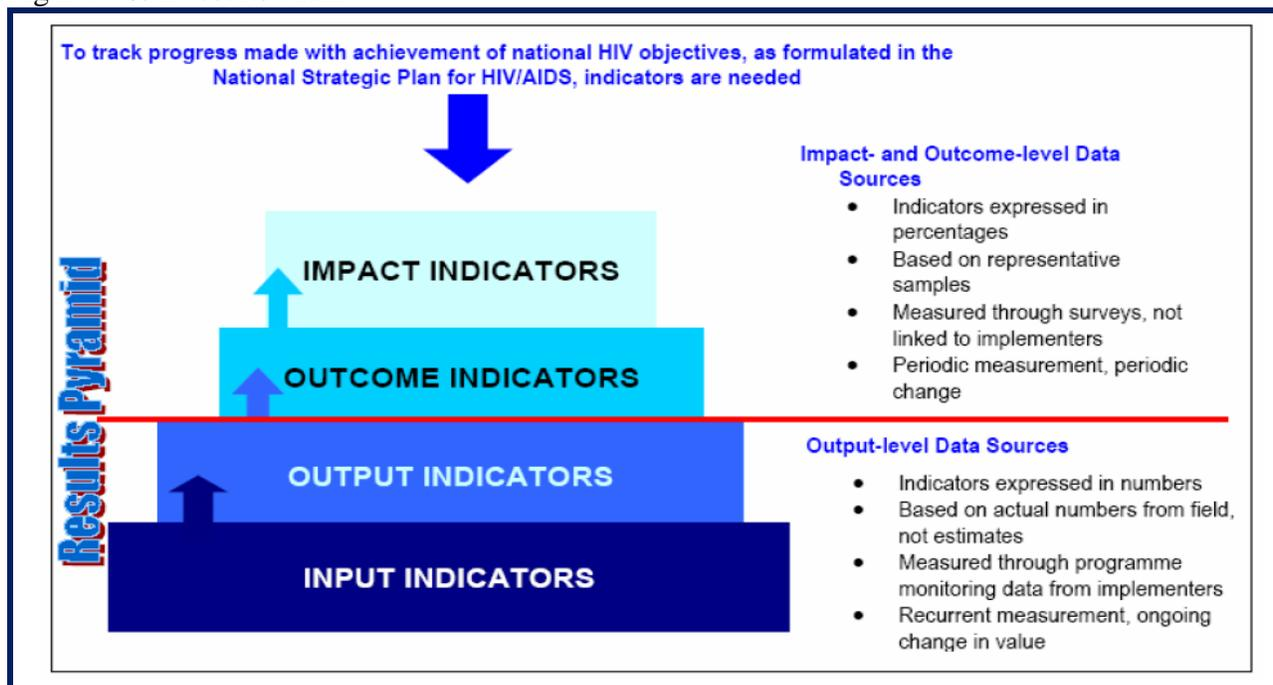 To track progress made with achievement of national HIV objectives, as formulated in the
National Strategic Plan for HIV/AIDS, indicators are needed
Results Pyramid
IMPACT INDICATORS
OUTCOME INDICATORS
OUTPUT INDICATORS
INPUT INDICATORS
Impact- and Outcome-level Data
Sources
• Indicators expressed in
percentages
• Based on representative
samples
• Measured through surveys, not
linked to implementers
• Periodic measurement, periodic
change
Output-level Data Sources
• Indicators expressed in numbers
• Based on actual numbers from field,
not estimates
• Measured through programme
monitoring data from implementers
• Recurrent measurement, ongoing
change in value